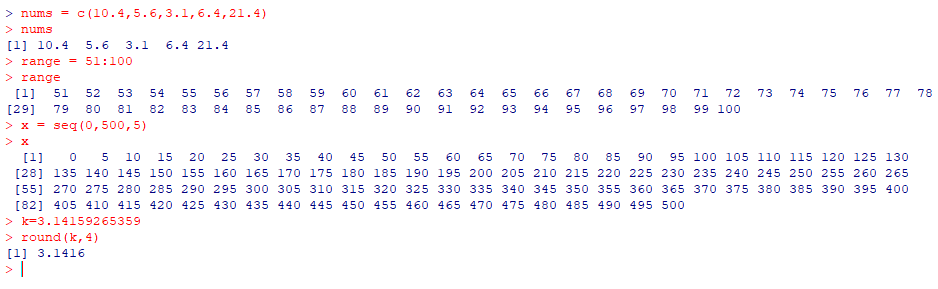 > nums = c(10.4,5.6,3.1,6.4,21.4)
> nums
[1] 10.4  5.6  3.1  6.4 21.4
> range = 51:100
> range
 [1]  51  52  53  54  55  56  57  58  59  60  61  62  63  64  65  66  67  68  69  70  71  72  73  74  75  76  77  78
[29]  79  80  81  82  83  84  85  86  87  88  89  90  91  92  93  94  95  96  97  98  99 100
> x = seq(0,500,5)
> x
  [1]   0   5  10  15  20  25  30  35  40  45  50  55  60  65  70  75  80  85  90  95 100 105 110 115 120 125 130
 [28] 135 140 145 150 155 160 165 170 175 180 185 190 195 200 205 210 215 220 225 230 235 240 245 250 255 260 265
 [55] 270 275 280 285 290 295 300 305 310 315 320 325 330 335 340 345 350 355 360 365 370 375 380 385 390 395 400
 [82] 405 410 415 420 425 430 435 440 445 450 455 460 465 470 475 480 485 490 495 500
> k=3.14159265359
> round(k,4)
[1] 3.1416
>